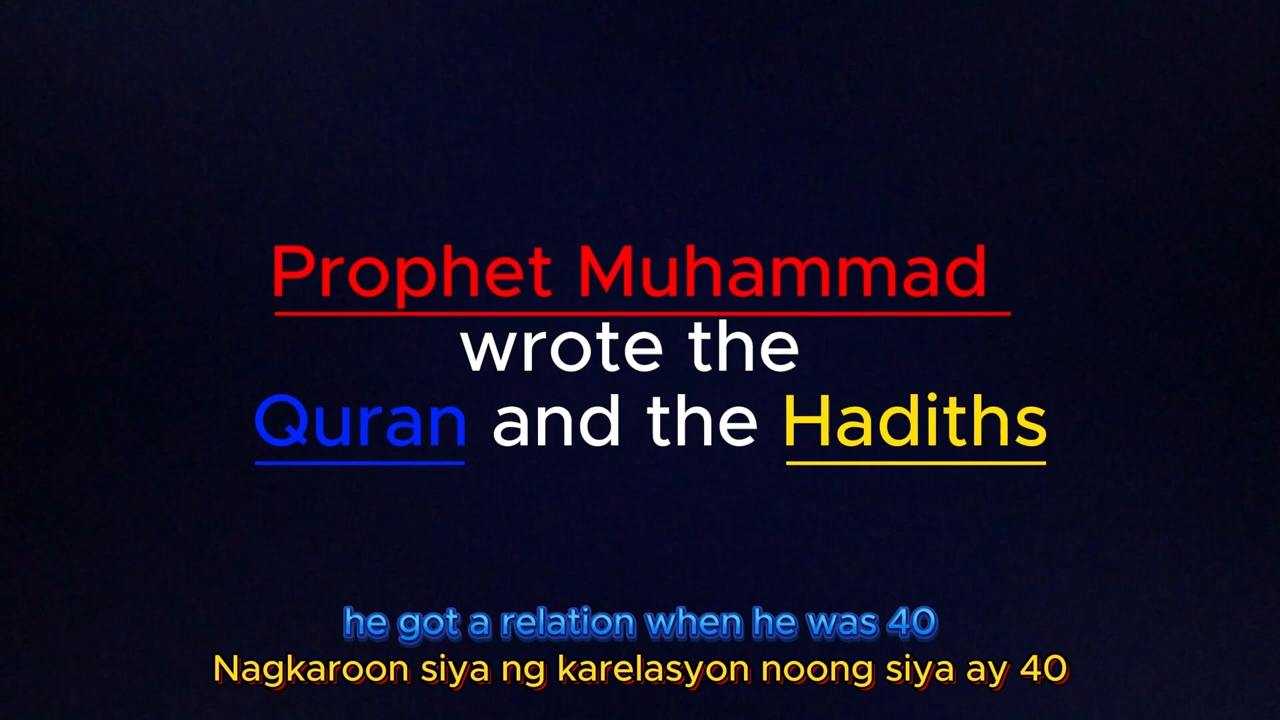 Prophet Muhammad
wrote the
Quran and the Hadiths
he got a relation when he was 40
Nagkaroon siya ng karelasyon noong siya ay 40